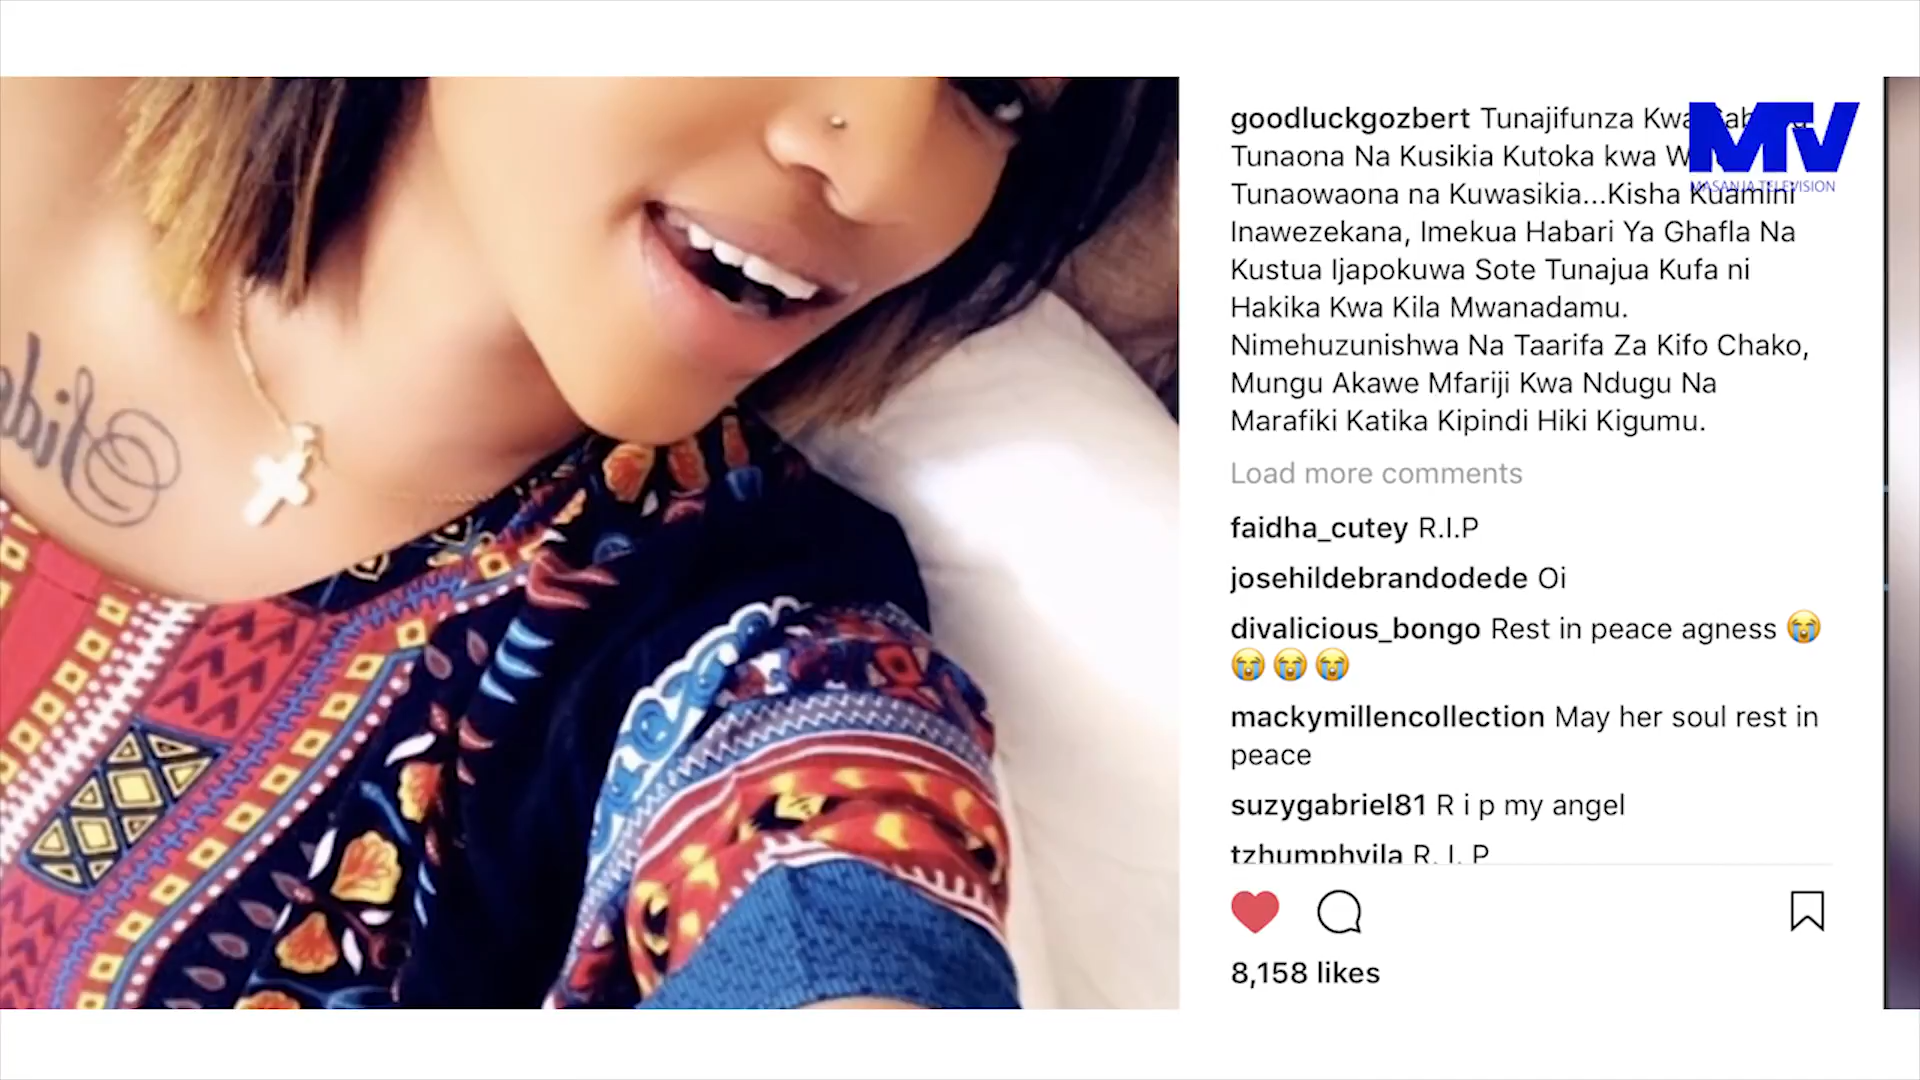 goodluckgozbert Tunajifunza Kwa
Tunaona Na Kusikia Kutoka kwa
Tunaowaona na Kuwasikia...Kisha Kuamini
Inawezekana, Imekua Habari Ya Ghafla Na
Kustua Ijapokuwa Sote Tunajua Kufa ni
Hakika Kwa Kila Mwanadamu.
Nimehuzunishwa Na Taarifa Za Kifo Chako,
Mungu Akawe Mfariji Kwa Ndugu Na
Marafiki Katika Kipindi Hiki Kigumu.
Load more comments
faidha_cutey R.I.P
josehildebrandodede Oi
divalicious_bongo Rest in peace agness 😭
😭😭😭
mackymillencollection May her soul rest in
peace
suzygabriel81 R i p my angel
tzhumphvila R. I. P
8,158 likes
MTV
MASANJA TELEVISION